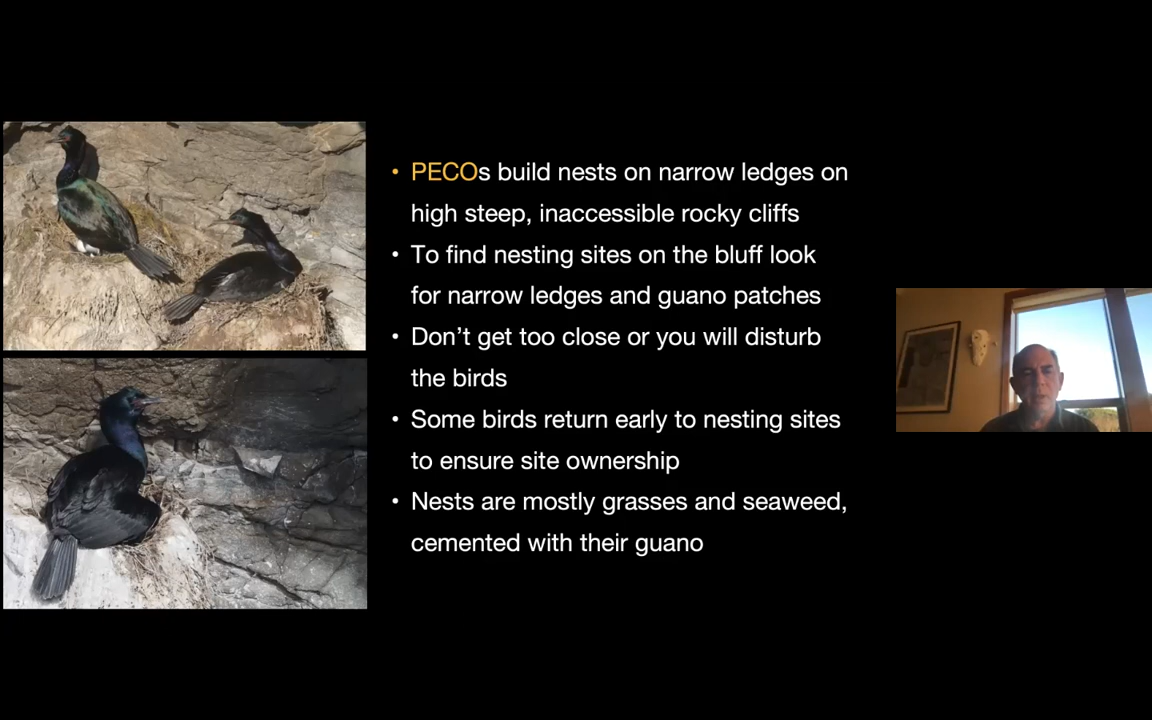 • PECOs build nests on narrow ledges on
high steep, inaccessible rocky cliffs
• To find nesting sites on the bluff look
for narrow ledges and guano patches
• Don’t get too close or you will disturb
the birds
• Some birds return early to nesting sites
to ensure site ownership
• Nests are mostly grasses and seaweed,
cemented with their guano